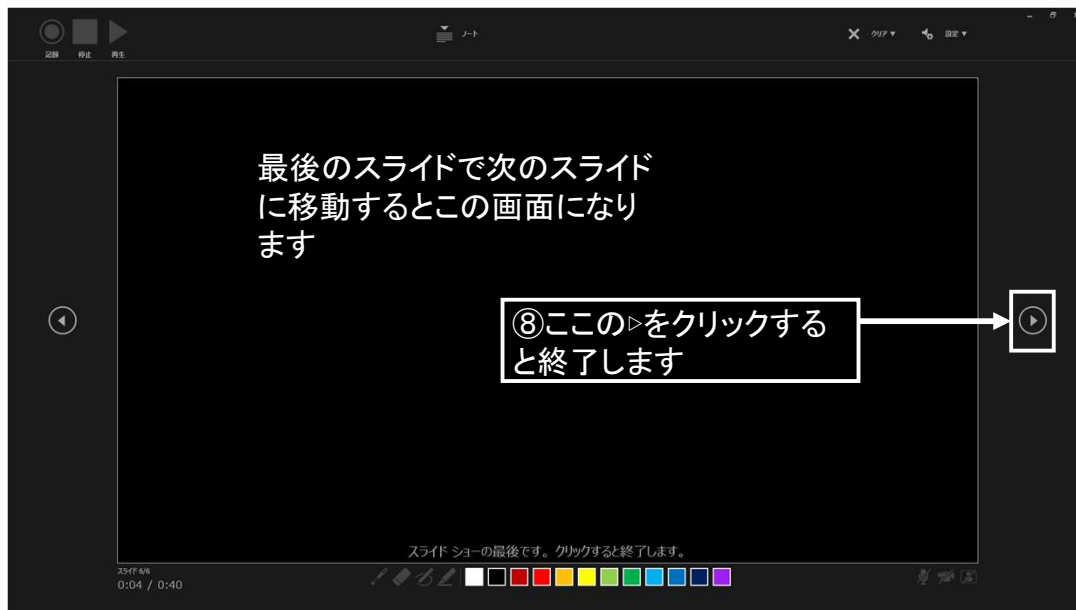 記録 停止 再生
ノート
クリア
設定
最後のスライドで次のスライド
に移動するとこの画面になり
ます
⑧ここの▷をクリックする
と終了します
スライド ショーの最後です。クリックすると終了します。
スライド 6/6
0:04 / 0:40